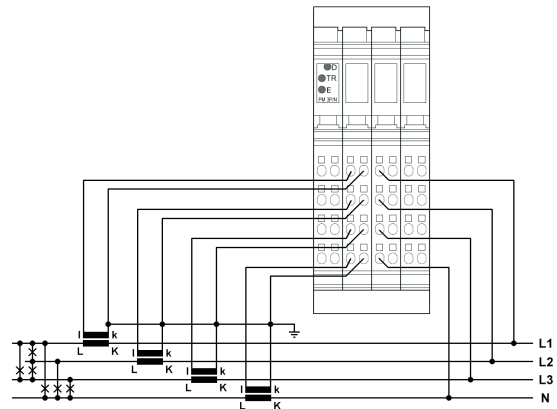 D
TR
E
PM 3P/N
l k
L K L1
l k
L K L2
l k
L K L3
l k
L K N